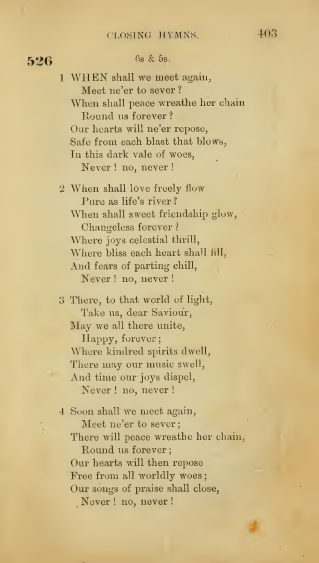 CLOSING HYMNS. 403
526 6s & 5s.
1 WHEN shall we meet again,
Meet ne'er to sever?
When shall peace wreathe her chain
Round us forever?
Our hearts will ne'er repose,
Safe from each blast that blows,
In this dark vale of woes,
Never! no, never!
2 When shall love freely flow
Pure as life's river?
When shall sweet friendship glow,
Changeless forever?
Where joys celestial thrill,
Where bliss each heart shall fill,
And fears of parting chill,
Never! no, never!
3 There, to that world of light,
Take us, dear Saviour,
May we all there unite,
Happy, forever;
Where kindred spirits dwell,
There may our music swell,
And time our joys dispel,
Never! no, never!
4 Soon shall we meet again,
Meet ne'er to sever;
There will peace wreathe her chain,
Round us forever;
Our hearts will then repose
Free from all worldly woes;
Our songs of praise shall close,
Never! no, never!